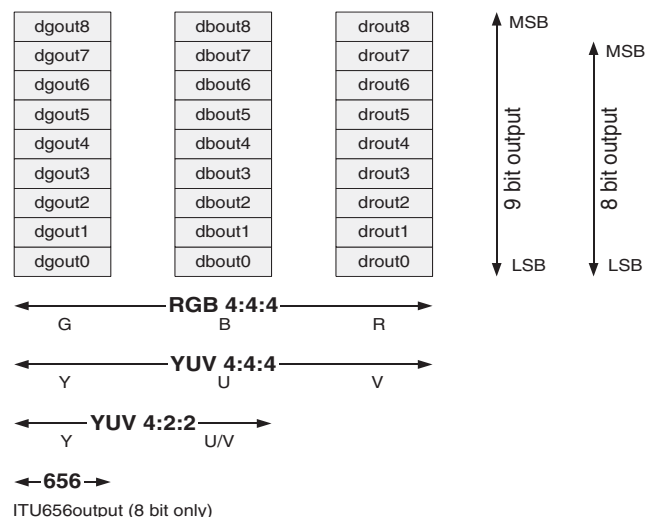 dgout8 dbout8 drout8 MSB
dgout7 dbout7 drout7 MSB
dgout6 dbout6 drout6
dgout5 dbout5 drout5
dgout4 dbout4 drout4
dgout3 dbout3 drout3
dgout2 dbout2 drout2
dgout1 dbout1 drout1
dgout0 dbout0 drout0 LSB LSB
9 bit output
8 bit output
RGB 4:4:4
G B R
YUV 4:4:4
Y U V
YUV 4:2:2
Y U/V
656
ITU656output (8 bit only)